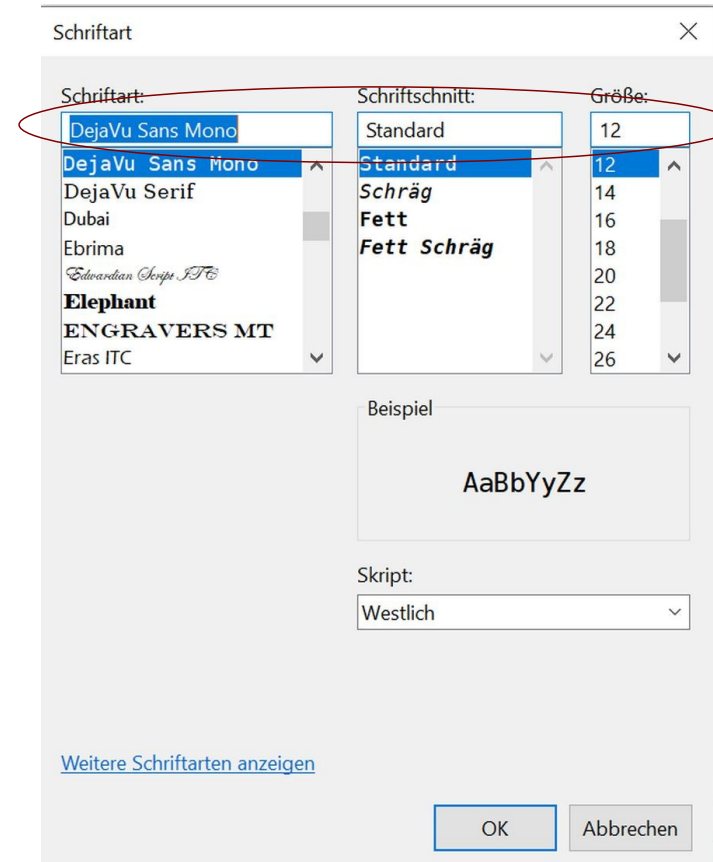 Schriftart
Schriftart: Schriftschnitt: Größe:
DejaVu Sans Mono Standard 12
DejaVu Sans Mono Standard 12
DejaVu Serif Schräg 14
Dubai Fett 16
Ebrima Fett Schräg 18
Edwardian Script ITC 20
Elephant 22
ENGRAVERS MT 24
Eras ITC 26
Beispiel
AaBbYyZz
Skript:
Westlich
Weitere Schriftarten anzeigen
OK Abbrechen